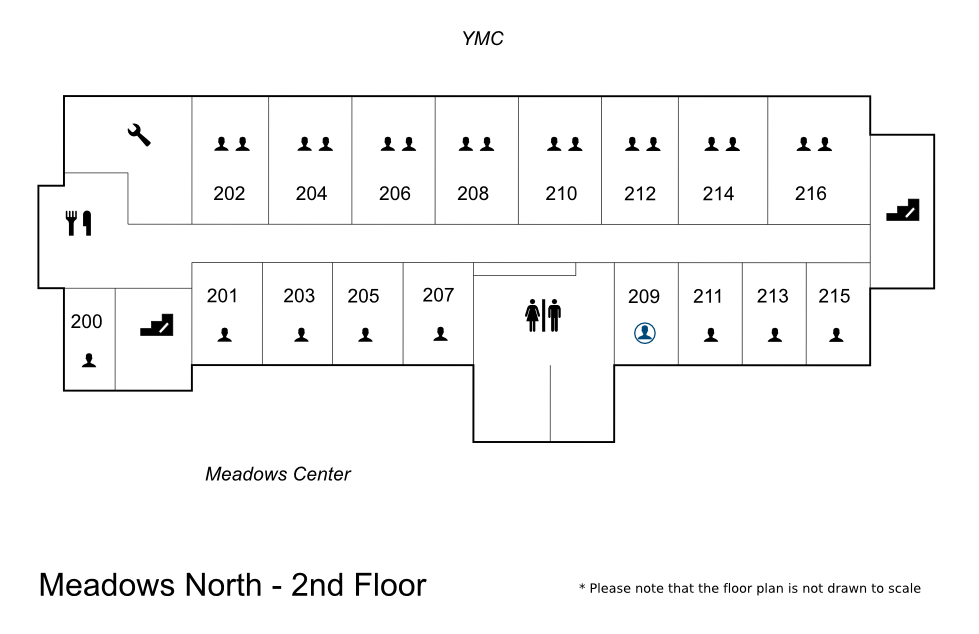 YMC
202 204 206 208 210 212 214 216
201 203 205 207 209 211 213 215
200
Meadows Center
Meadows North - 2nd Floor
* Please note that the floor plan is not drawn to scale